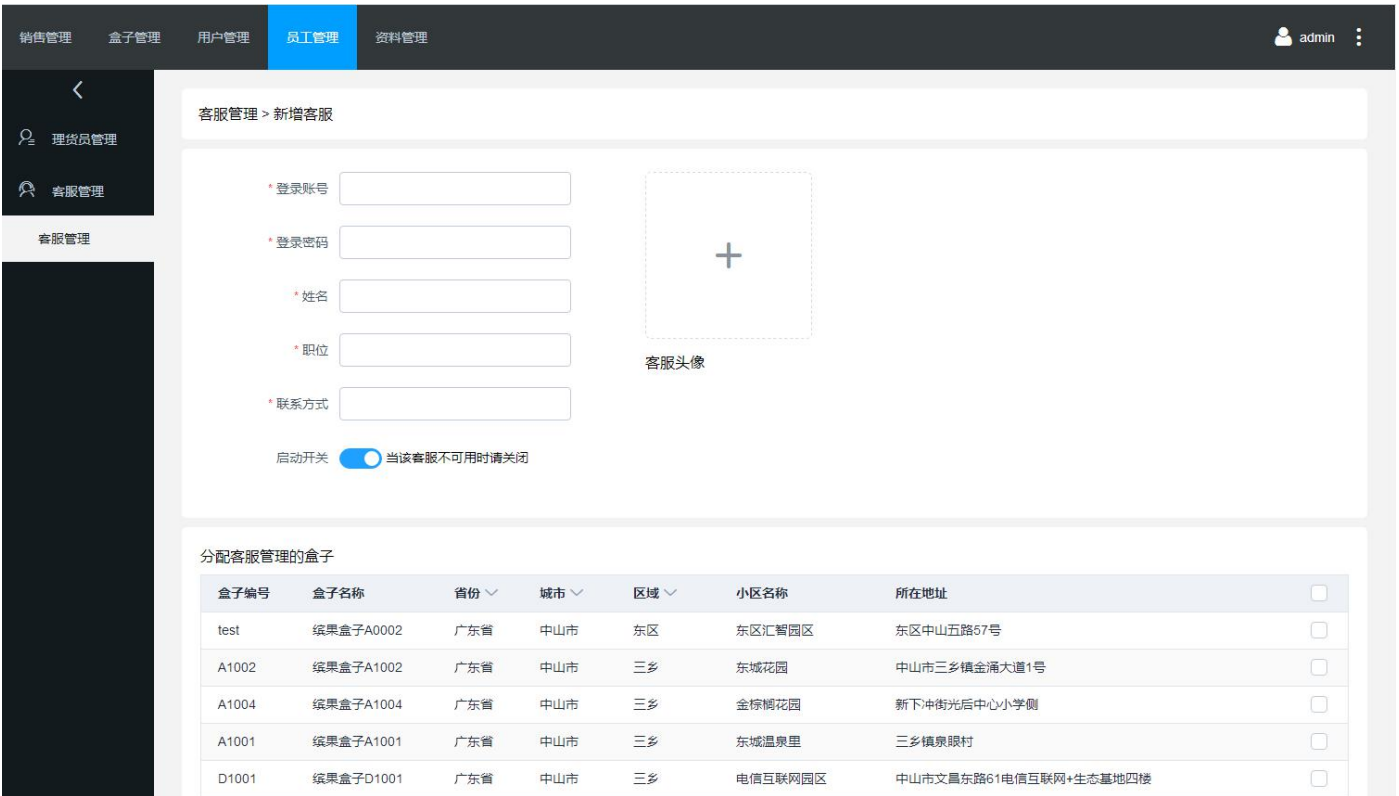 销售管理 盒子管理 用户管理 员工管理 资料管理 admin
客服管理 > 新增客服
理货员管理
客服管理
客服管理
* 登录账号
* 登录密码
* 姓名
* 职位
* 联系方式
客服头像
启动开关 当该客服不可用时请关闭
分配客服管理的盒子
盒子编号 盒子名称 省份 城市 区域 小区名称 所在地址
test 缤果盒子A0002 广东省 中山市 东区 东区汇智园区 东区中山五路57号
A1002 缤果盒子A1002 广东省 中山市 三乡 东城花园 中山市三乡镇金涌大道1号
A1004 缤果盒子A1004 广东省 中山市 三乡 金棕榈花园 新下冲街光后中心小学侧
A1001 缤果盒子A1001 广东省 中山市 三乡 东城温泉里 三乡镇泉眼村
D1001 缤果盒子D1001 广东省 中山市 三乡 电信互联网园区 中山市文昌东路61电信互联网+生态基地四楼